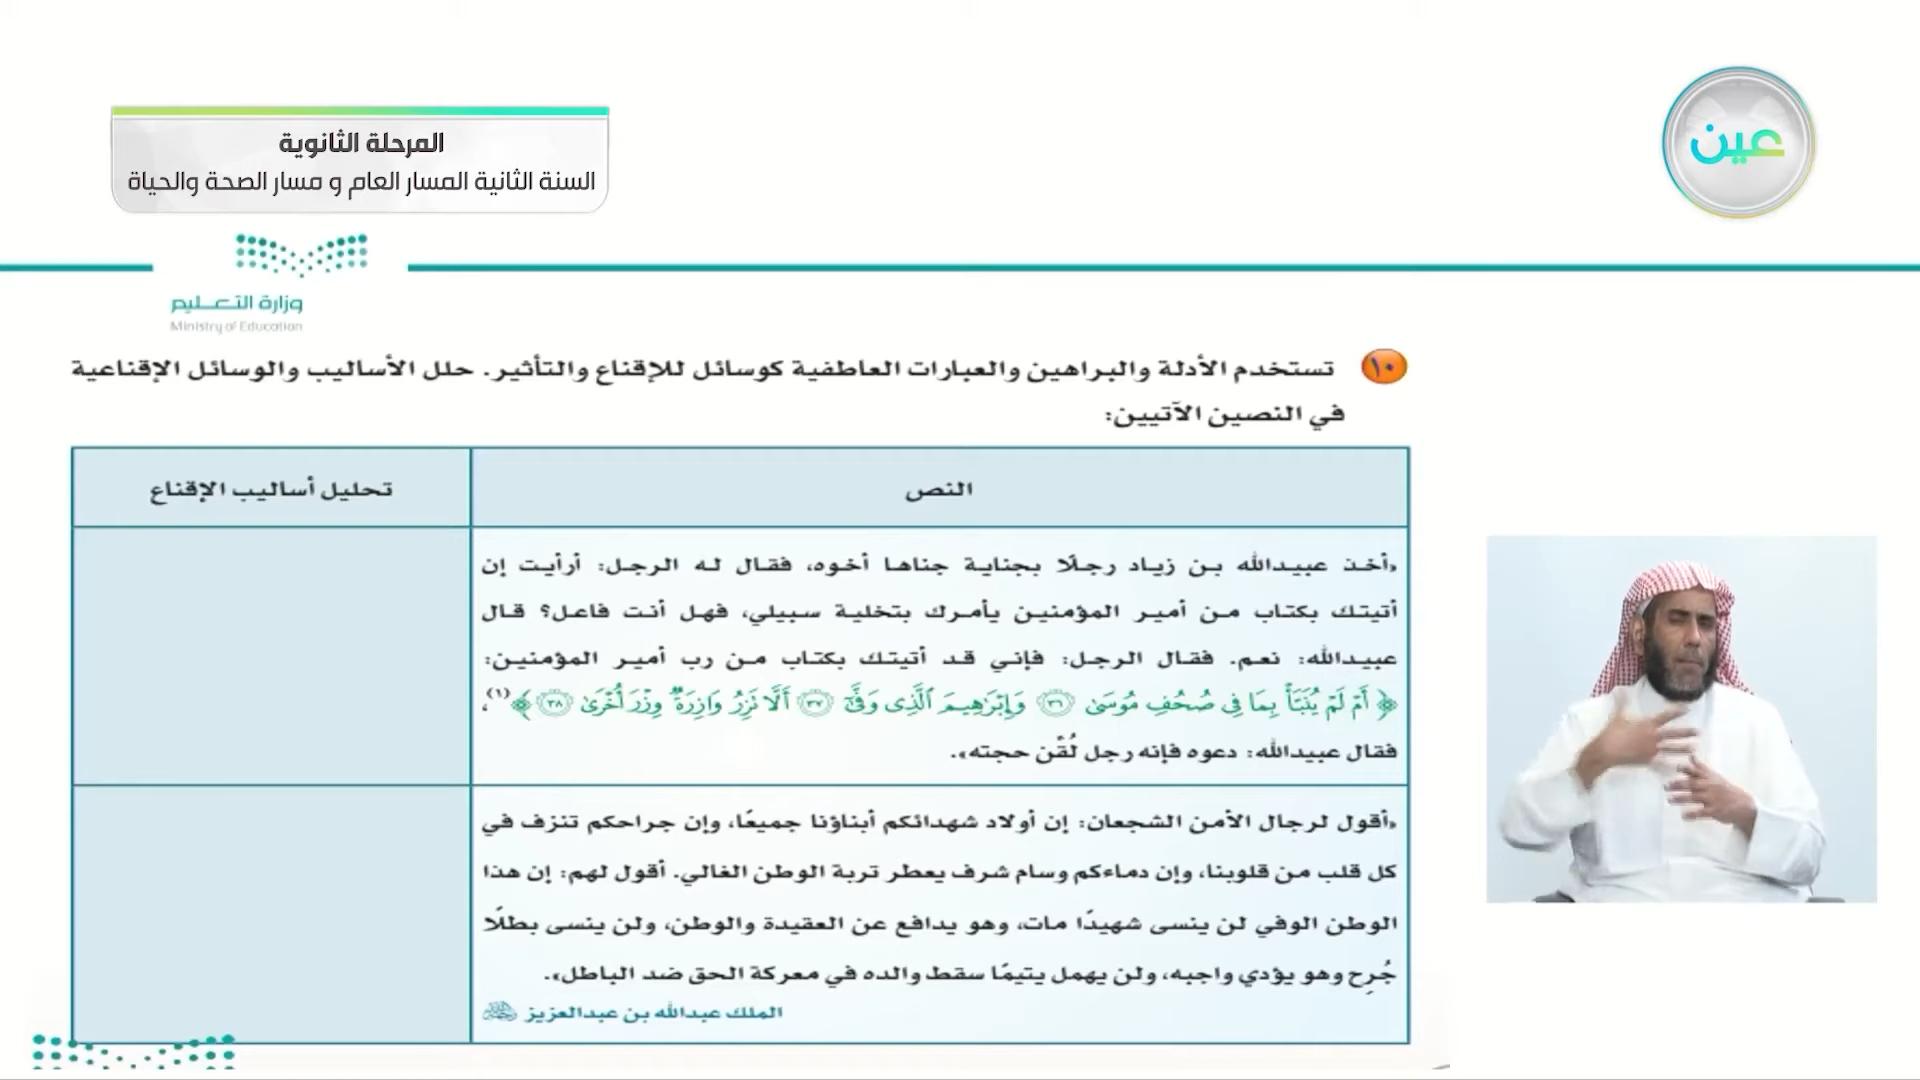 المرحلة الثانوية
السنة الثانية المسار العام و مسار الصحة والحياة
عين
وزارة التعليم
Ministry of Education
١٠ تستخدم الأدلة والبراهين والعبارات العاطفية كوسائل للإقناع والتأثير. حلل الأساليب والوسائل الإقناعية
في النصين الآتيين:
النص
تحليل أساليب الإقناع
«أخذ عبيدالله بن زياد رجلًا بجناية جناها أخوه، فقال له الرجل: أرأيت إن
أتيتك بكتاب من أمير المؤمنين يأمرك بتخلية سبيلي، فهل أنت فاعل؟ قال
عبيدالله: نعم. فقال الرجل: فإني قد أتيتك بكتاب من رب أمير المؤمنين:
﴿ أَمْ لَمْ يُنَبَّأْ بِمَا فِي صُحُفِ مُوسَىٰ ٣٦ وَإِبْرَٰهِيمَ ٱلَّذِى وَفَّىٰٓ ٣٧ أَلَّا تَزِرُ وَازِرَةٌ وِزْرَ أُخْرَىٰ ٣٨ ﴾(١)،
فقال عبيدالله: دعوه فإنه رجل لُقّن حجته».
«أقول لرجال الأمن الشجعان: إن أولاد شهدائكم أبناؤنا جميعًا، وإن جراحكم تنزف في
كل قلب من قلوبنا، وإن دماءكم وسام شرف يعطر تربة الوطن الغالي. أقول لهم: إن هذا
الوطن الوفي لن ينسى شهيدًا مات، وهو يدافع عن العقيدة والوطن، ولن ينسى بطلًا
جُرِح وهو يؤدي واجبه، ولن يهمل يتيمًا سقط والده في معركة الحق ضد الباطل».
الملك عبدالله بن عبدالعزيز